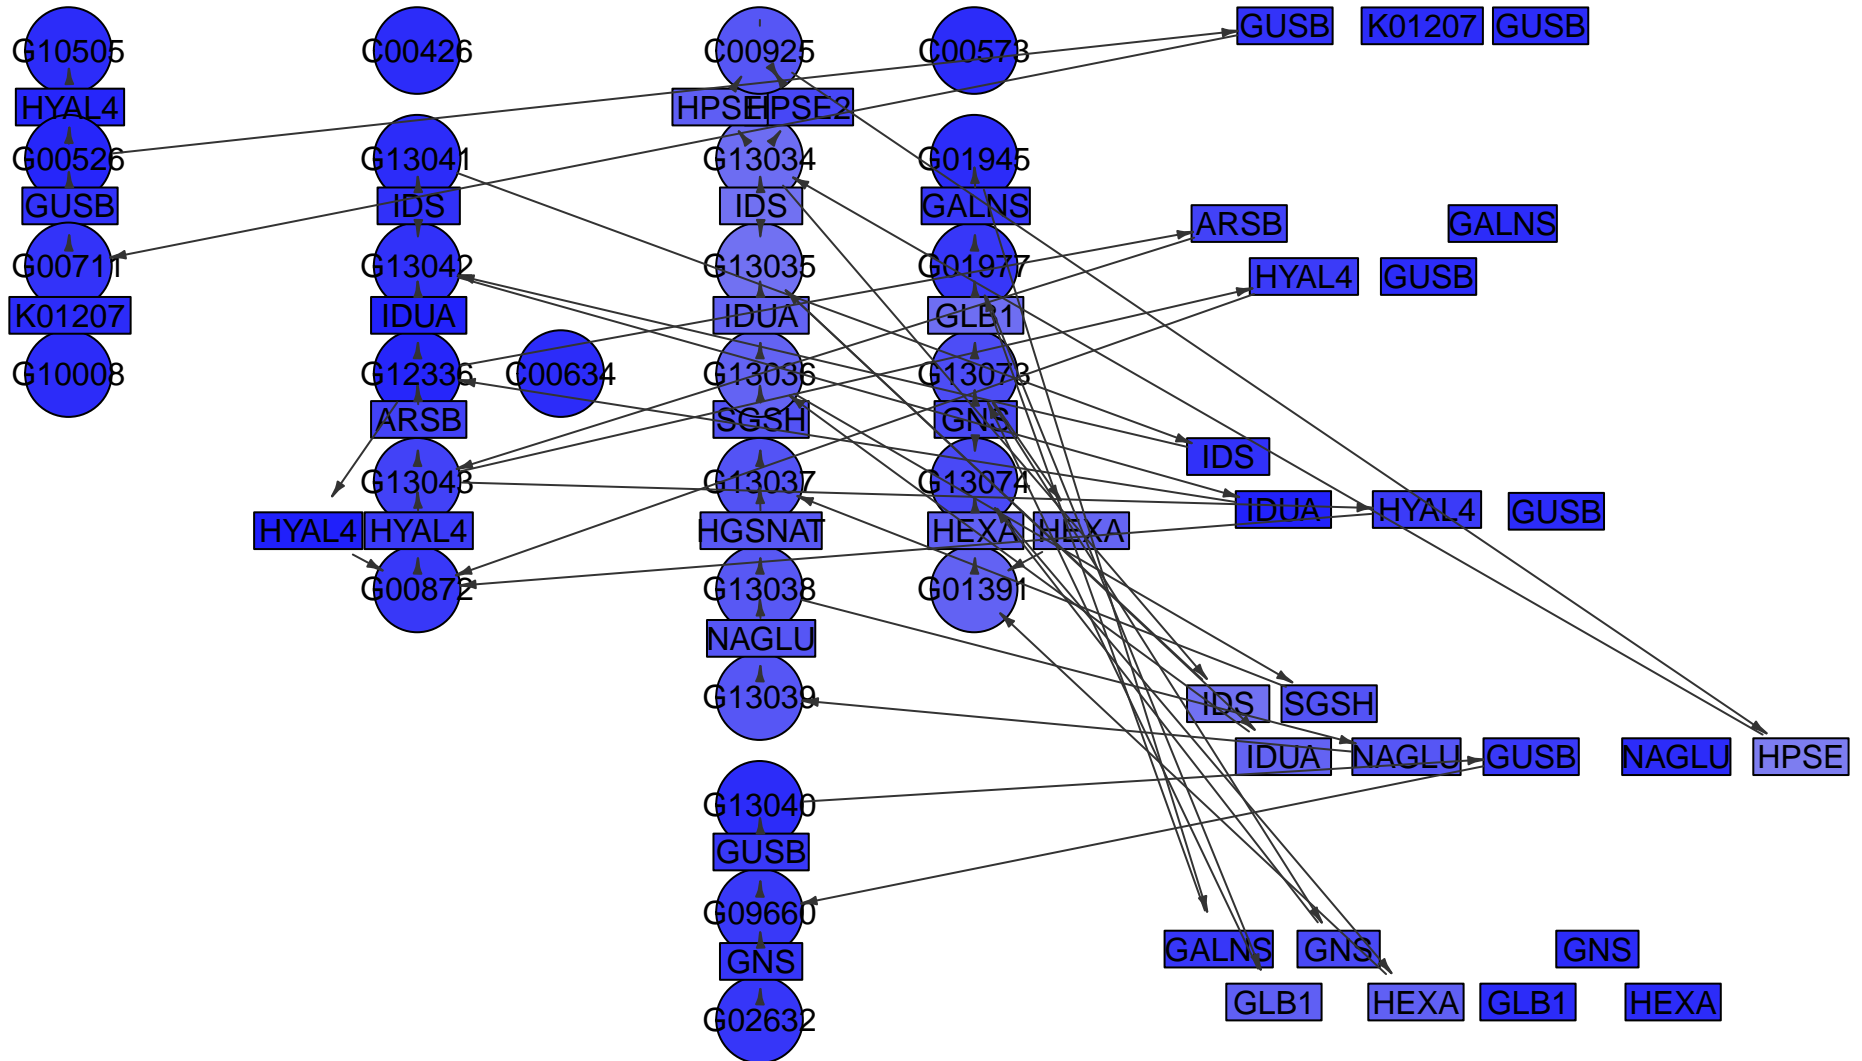 G10505 C00426 C00925 C00573 GUSB K01207 GUSB
HYAL4 HPSE HPSE2
G00526 G13041 G13034 G01945
GUSB IDS IDS GALNS ARSB GALNS
G00711 G13042 G13035 G01977 HYAL4 GUSB
K01207 IDUA IDUA GLB1
G10008 G12336 C00634 G13036 G13073
ARSB SGSH GNS IDS
G13043 G13037 G13074 IDUA HYAL4 GUSB
HYAL4 HYAL4 HGSNAT HEXA HEXA
G00872 G13038 G01391
NAGLU
G13039 IDS SGSH
IDUA NAGLU GUSB NAGLU HPSE
G13040
GUSB
G09660
GNS GALNS GNS GNS
G02632 GLB1 HEXA GLB1 HEXA